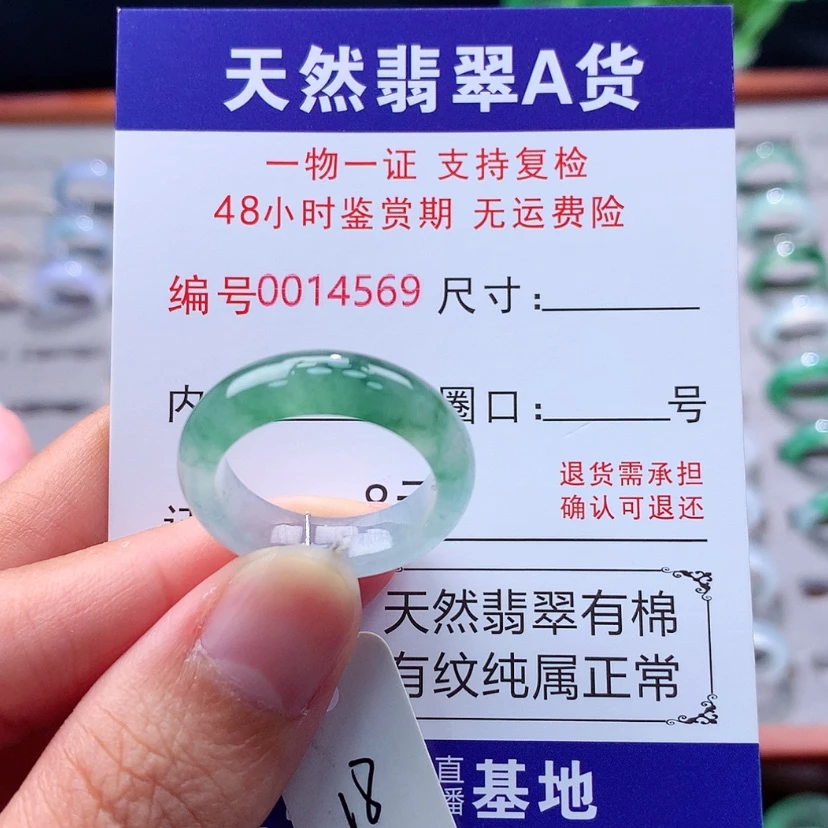 天然翡翠A货
一物一证 支持复检
48小时鉴赏期 无运费险
编号0014569 尺寸:
内 圈口: 号
退货需承担
确认可退还
天然翡翠有棉
有纹纯属正常
直播基地
18